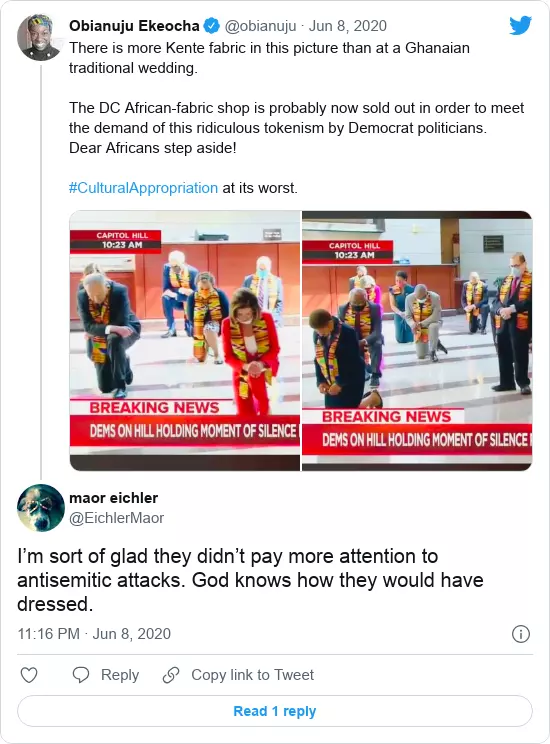 Obianuju Ekeocha @obianuju · Jun 8, 2020
There is more Kente fabric in this picture than at a Ghanaian
traditional wedding.
The DC African-fabric shop is probably now sold out in order to meet
the demand of this ridiculous tokenism by Democrat politicians.
Dear Africans step aside!
#CulturalAppropriation at its worst.
CAPITOL HILL
10:23 AM
BREAKING NEWS
DEMS ON HILL HOLDING MOMENT OF SILENCE
CAPITOL HILL
10:23 AM
BREAKING NEWS
DEMS ON HILL HOLDING MOMENT OF SILENCE
maor eichler
@EichlerMaor
I'm sort of glad they didn't pay more attention to
antisemitic attacks. God knows how they would have
dressed.
11:16 PM · Jun 8, 2020
Reply
Copy link to Tweet
Read 1 reply